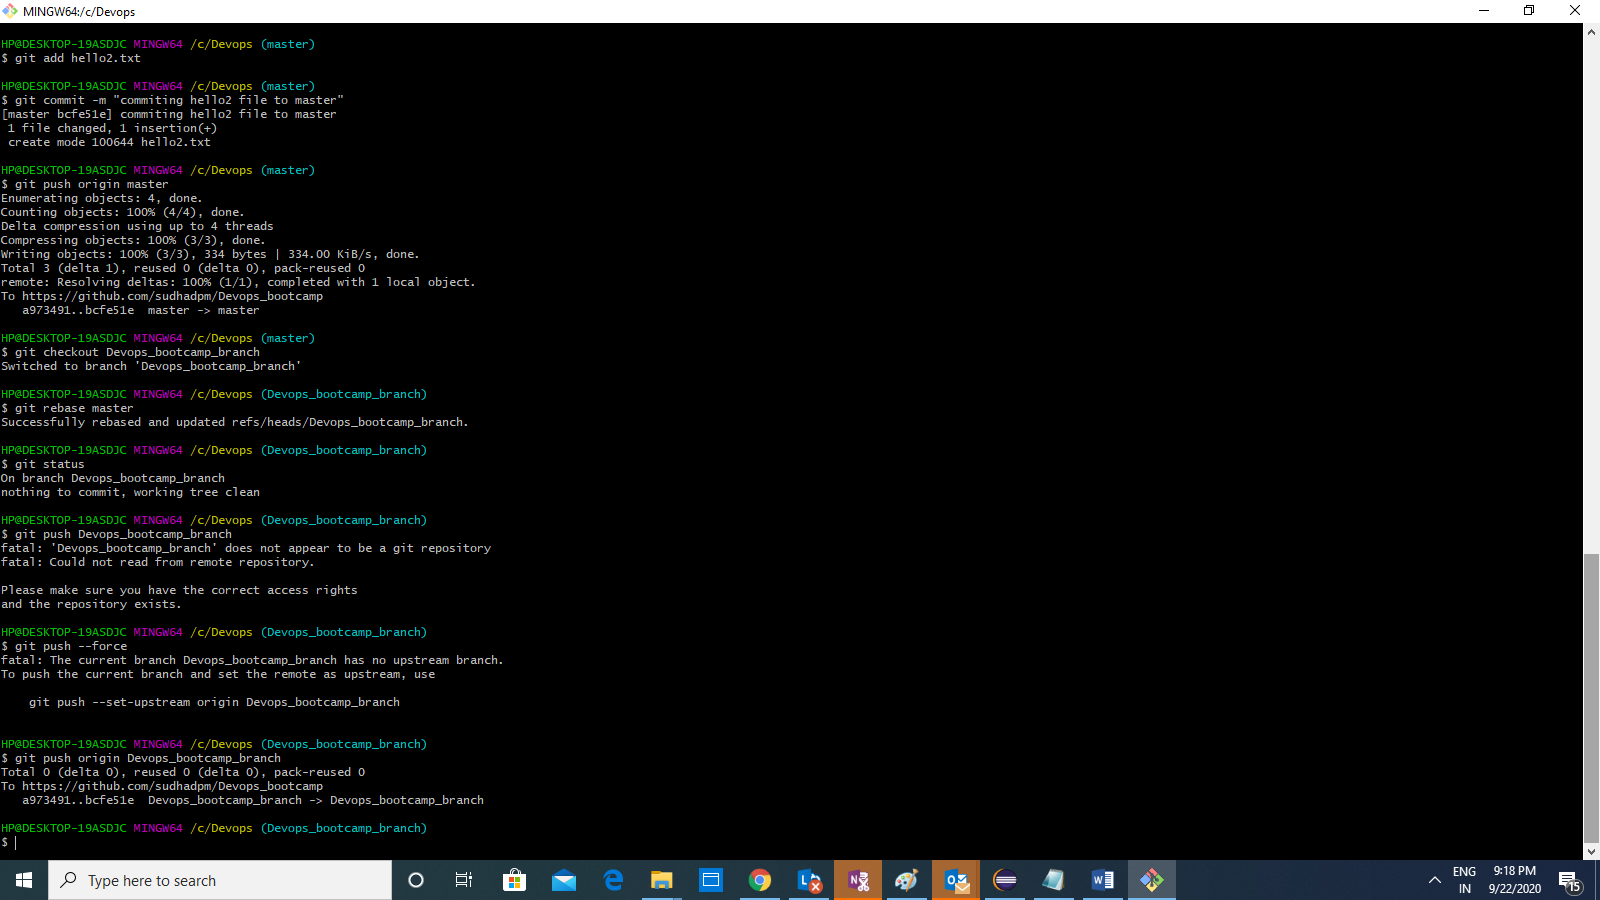 MINGW64:/c/Devops
HP@DESKTOP-19ASDJC MINGW64 /c/Devops (master)
$ git add hello2.txt
HP@DESKTOP-19ASDJC MINGW64 /c/Devops (master)
$ git commit -m "commiting hello2 file to master"
[master bcfe51e] commiting hello2 file to master
1 file changed, 1 insertion(+)
create mode 100644 hello2.txt
HP@DESKTOP-19ASDJC MINGW64 /c/Devops (master)
$ git push origin master
Enumerating objects: 4, done.
Counting objects: 100% (4/4), done.
Delta compression using up to 4 threads
Compressing objects: 100% (3/3), done.
Writing objects: 100% (3/3), 334 bytes | 334.00 KiB/s, done.
Total 3 (delta 1), reused 0 (delta 0), pack-reused 0
remote: Resolving deltas: 100% (1/1), completed with 1 local object.
To https://github.com/sudhadpm/Devops_bootcamp
a973491..bcfe51e  master -> master
HP@DESKTOP-19ASDJC MINGW64 /c/Devops (master)
$ git checkout Devops_bootcamp_branch
Switched to branch 'Devops_bootcamp_branch'
HP@DESKTOP-19ASDJC MINGW64 /c/Devops (Devops_bootcamp_branch)
$ git rebase master
Successfully rebased and updated refs/heads/Devops_bootcamp_branch.
HP@DESKTOP-19ASDJC MINGW64 /c/Devops (Devops_bootcamp_branch)
$ git status
On branch Devops_bootcamp_branch
nothing to commit, working tree clean
HP@DESKTOP-19ASDJC MINGW64 /c/Devops (Devops_bootcamp_branch)
$ git push Devops_bootcamp_branch
fatal: 'Devops_bootcamp_branch' does not appear to be a git repository
fatal: Could not read from remote repository.
Please make sure you have the correct access rights
and the repository exists.
HP@DESKTOP-19ASDJC MINGW64 /c/Devops (Devops_bootcamp_branch)
$ git push --force
fatal: The current branch Devops_bootcamp_branch has no upstream branch.
To push the current branch and set the remote as upstream, use
git push --set-upstream origin Devops_bootcamp_branch
HP@DESKTOP-19ASDJC MINGW64 /c/Devops (Devops_bootcamp_branch)
$ git push origin Devops_bootcamp_branch
Total 0 (delta 0), reused 0 (delta 0), pack-reused 0
To https://github.com/sudhadpm/Devops_bootcamp
a973491..bcfe51e  Devops_bootcamp_branch -> Devops_bootcamp_branch
HP@DESKTOP-19ASDJC MINGW64 /c/Devops (Devops_bootcamp_branch)
$
Type here to search
ENG
IN
9:18 PM
9/22/2020
15